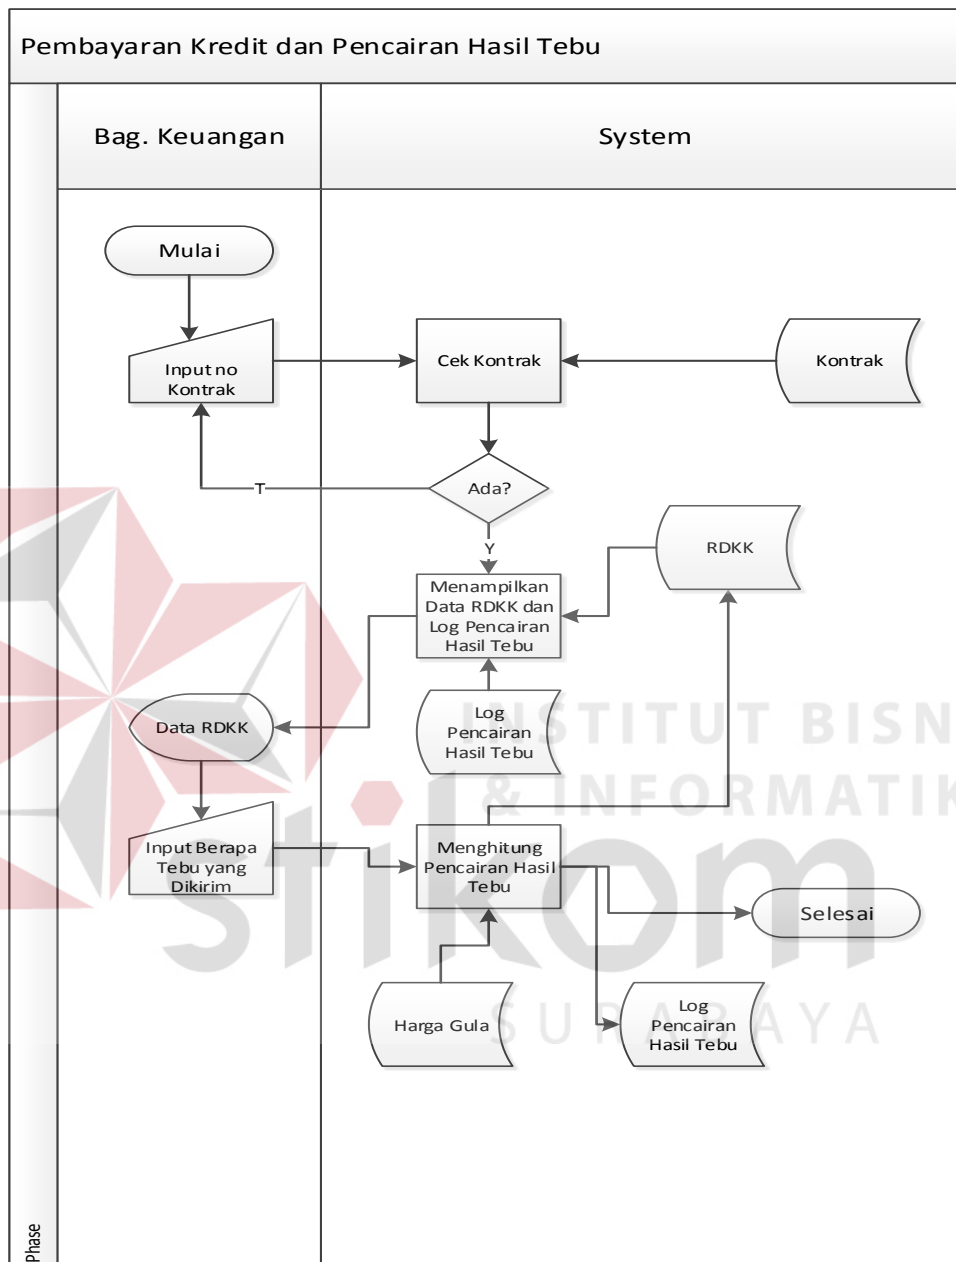 Pembayaran Kredit dan Pencairan Hasil Tebu
Bag. Keuangan
System
Mulai
Input no
Kontrak
Cek Kontrak
Kontrak
T
Ada?
Y
RDKK
Menampilkan
Data RDKK dan
Log Pencairan
Hasil Tebu
Data RDKK
Log
Pencairan
Hasil Tebu
INSTITUT BISN
& INFORMATIK
stikom
SURABAYA
Input Berapa
Tebu yang
Dikirim
Menghitung
Pencairan Hasil
Tebu
Selesai
Harga Gula
Log
Pencairan
Hasil Tebu
Phase